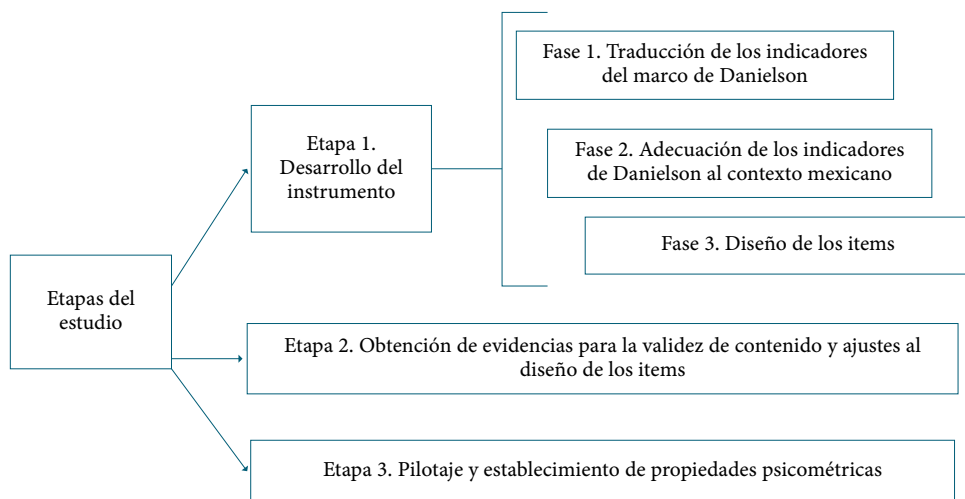 Etapas del
estudio
Etapa 1.
Desarrollo del
instrumento
Fase 1. Traducción de los indicadores
del marco de Danielson
Fase 2. Adecuación de los indicadores
de Danielson al contexto mexicano
Fase 3. Diseño de los items
Etapa 2. Obtención de evidencias para la validez de contenido y ajustes al
diseño de los items
Etapa 3. Pilotaje y establecimiento de propiedades psicométricas